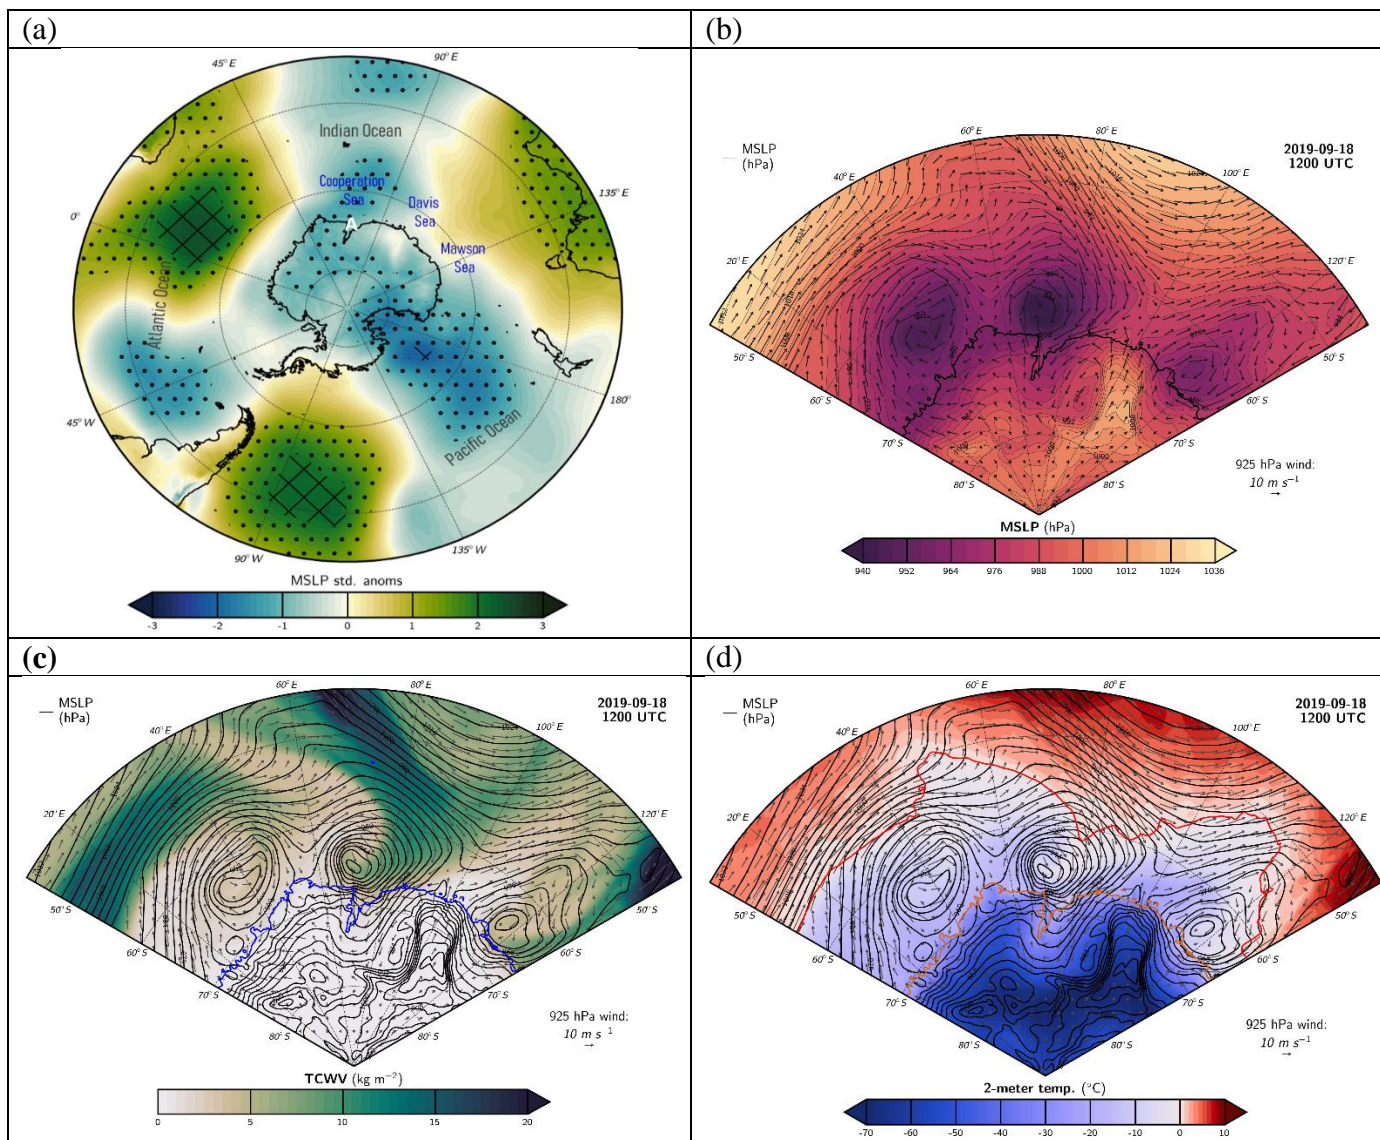 (a)
(b)
45° E
90° E
Indian Ocean
Cooperation
Sea
Davis
Sea
A
Mawson
Sea
135° E
0°
Atlantic Ocean
180°
45° W
Pacific Ocean
90° W
135° W
MSLP std. anoms
-3 -2 -1 0 1 2 3
MSLP
(hPa)
2019-09-18
1200 UTC
20° E
40° E
60° E
80° E
100° E
120° E
50° S
60° S
70° S
80° S
80° S
70° S
60° S
50° S
925 hPa wind:
10 m s⁻¹
MSLP (hPa)
940 952 964 976 988 1000 1012 1024 1036
(c)
(d)
MSLP
(hPa)
2019-09-18
1200 UTC
20° E
40° E
60° E
80° E
100° E
120° E
50° S
60° S
70° S
80° S
80° S
70° S
60° S
50° S
925 hPa wind:
10 m s⁻¹
TCWV (kg m⁻²)
0 5 10 15 20
MSLP
(hPa)
2019-09-18
1200 UTC
20° E
40° E
60° E
80° E
100° E
120° E
50° S
60° S
70° S
80° S
80° S
70° S
60° S
50° S
925 hPa wind:
10 m s⁻¹
2-meter temp. (°C)
-70 -60 -50 -40 -30 -20 -10 0 10